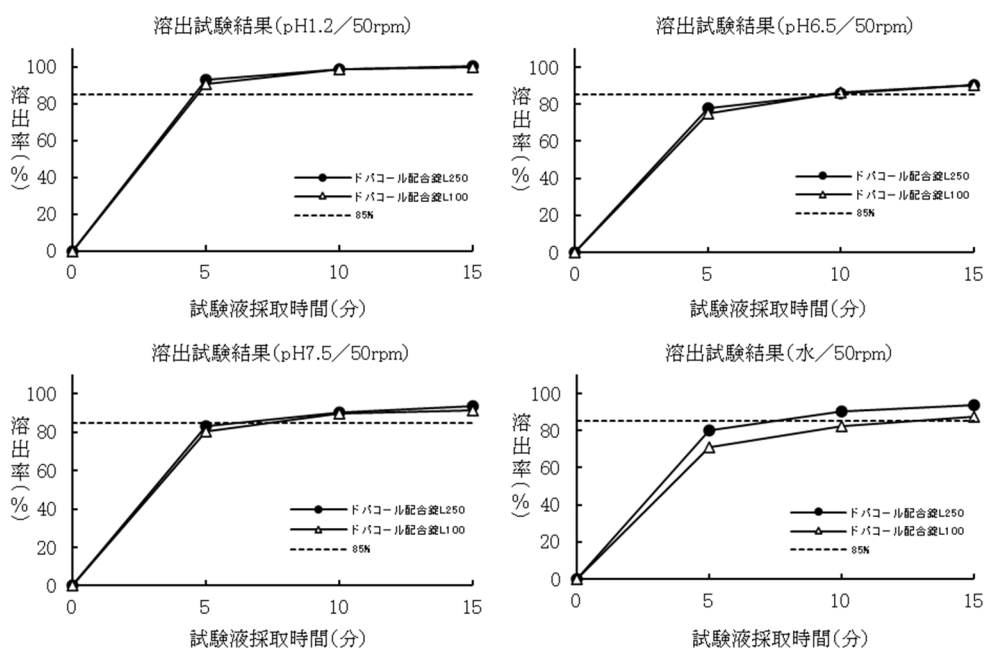 溶出試験結果(pH1.2／50rpm)
溶出率(%)
100
80
60
40
20
0
ドパコール配合錠L250
ドパコール配合錠L100
85%
0 5 10 15
試験液採取時間(分)
溶出試験結果(pH6.5／50rpm)
溶出率(%)
100
80
60
40
20
0
ドパコール配合錠L250
ドパコール配合錠L100
85%
0 5 10 15
試験液採取時間(分)
溶出試験結果(pH7.5／50rpm)
溶出率(%)
100
80
60
40
20
0
ドパコール配合錠L250
ドパコール配合錠L100
85%
0 5 10 15
試験液採取時間(分)
溶出試験結果(水／50rpm)
溶出率(%)
100
80
60
40
20
0
ドパコール配合錠L250
ドパコール配合錠L100
85%
0 5 10 15
試験液採取時間(分)